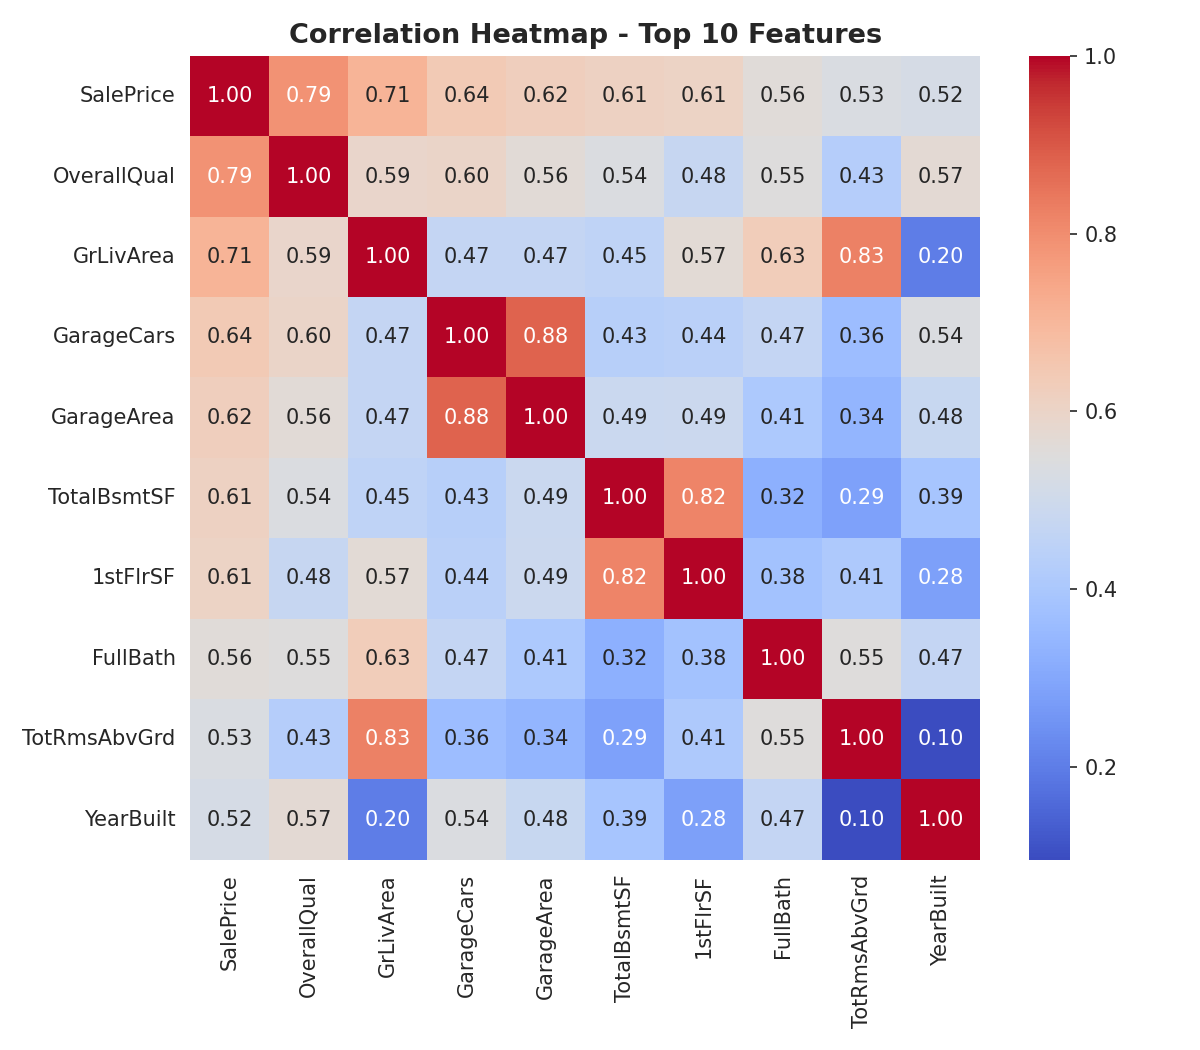 Correlation Heatmap - Top 10 Features
SalePrice 1.00 0.79 0.71 0.64 0.62 0.61 0.61 0.56 0.53 0.52
OverallQual 0.79 1.00 0.59 0.60 0.56 0.54 0.48 0.55 0.43 0.57
GrLivArea 0.71 0.59 1.00 0.47 0.47 0.45 0.57 0.63 0.83 0.20
GarageCars 0.64 0.60 0.47 1.00 0.88 0.43 0.44 0.47 0.36 0.54
GarageArea 0.62 0.56 0.47 0.88 1.00 0.49 0.49 0.41 0.34 0.48
TotalBsmtSF 0.61 0.54 0.45 0.43 0.49 1.00 0.82 0.32 0.29 0.39
1stFlrSF 0.61 0.48 0.57 0.44 0.49 0.82 1.00 0.38 0.41 0.28
FullBath 0.56 0.55 0.63 0.47 0.41 0.32 0.38 1.00 0.55 0.47
TotRmsAbvGrd 0.53 0.43 0.83 0.36 0.34 0.29 0.41 0.55 1.00 0.10
YearBuilt 0.52 0.57 0.20 0.54 0.48 0.39 0.28 0.47 0.10 1.00
SalePrice
OverallQual
GrLivArea
GarageCars
GarageArea
TotalBsmtSF
1stFlrSF
FullBath
TotRmsAbvGrd
YearBuilt
1.0
0.8
0.6
0.4
0.2